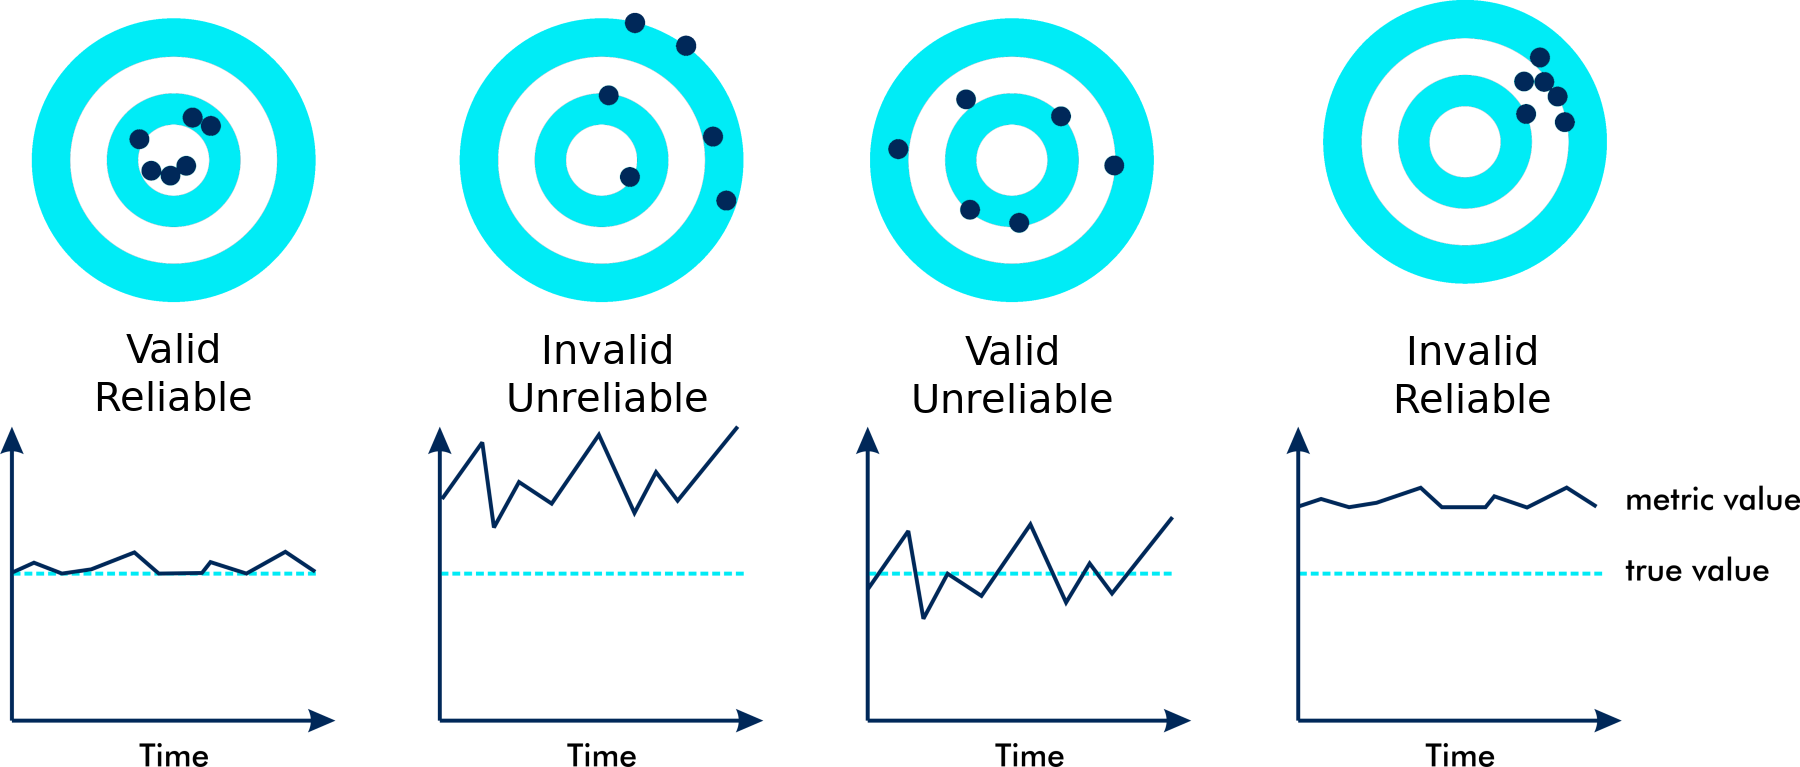 Valid
Reliable
Invalid
Unreliable
Valid
Unreliable
Invalid
Reliable
metric value
true value
Time
Time
Time
Time